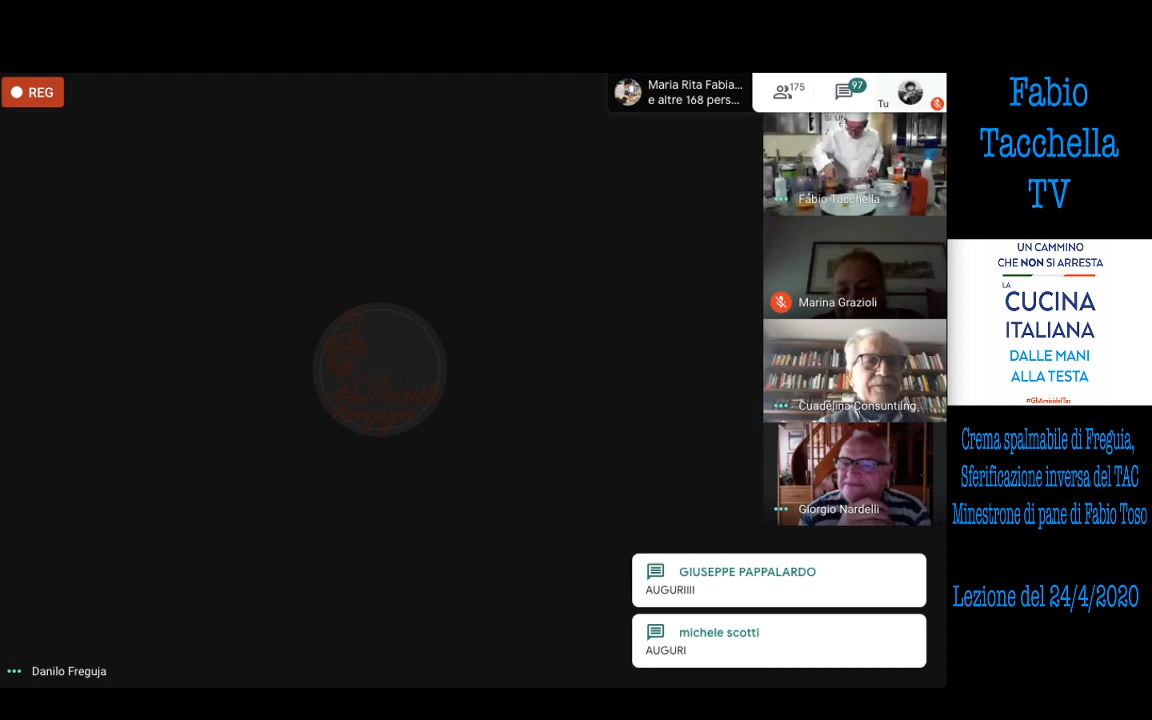 REG
Maria Rita Fabia...
e altre 168 pers...
175
97
Tu
Fabio Tacchella
Marina Grazioli
Cuadelina Consuntilng
Giorgio Nardelli
GIUSEPPE PAPPALARDO
AUGURIIII
michele scotti
AUGURI
Danilo Freguja
Fabio
Tacchella
TV
UN CAMMINO
CHE NON SI ARRESTA
LA
CUCINA
ITALIANA
DALLE MANI
ALLA TESTA
#GliAmicidelTac
Crema spalmabile di Freguia,
Sferificazione inversa del TAC
Minestrone di pane di Fabio Toso
Lezione del 24/4/2020